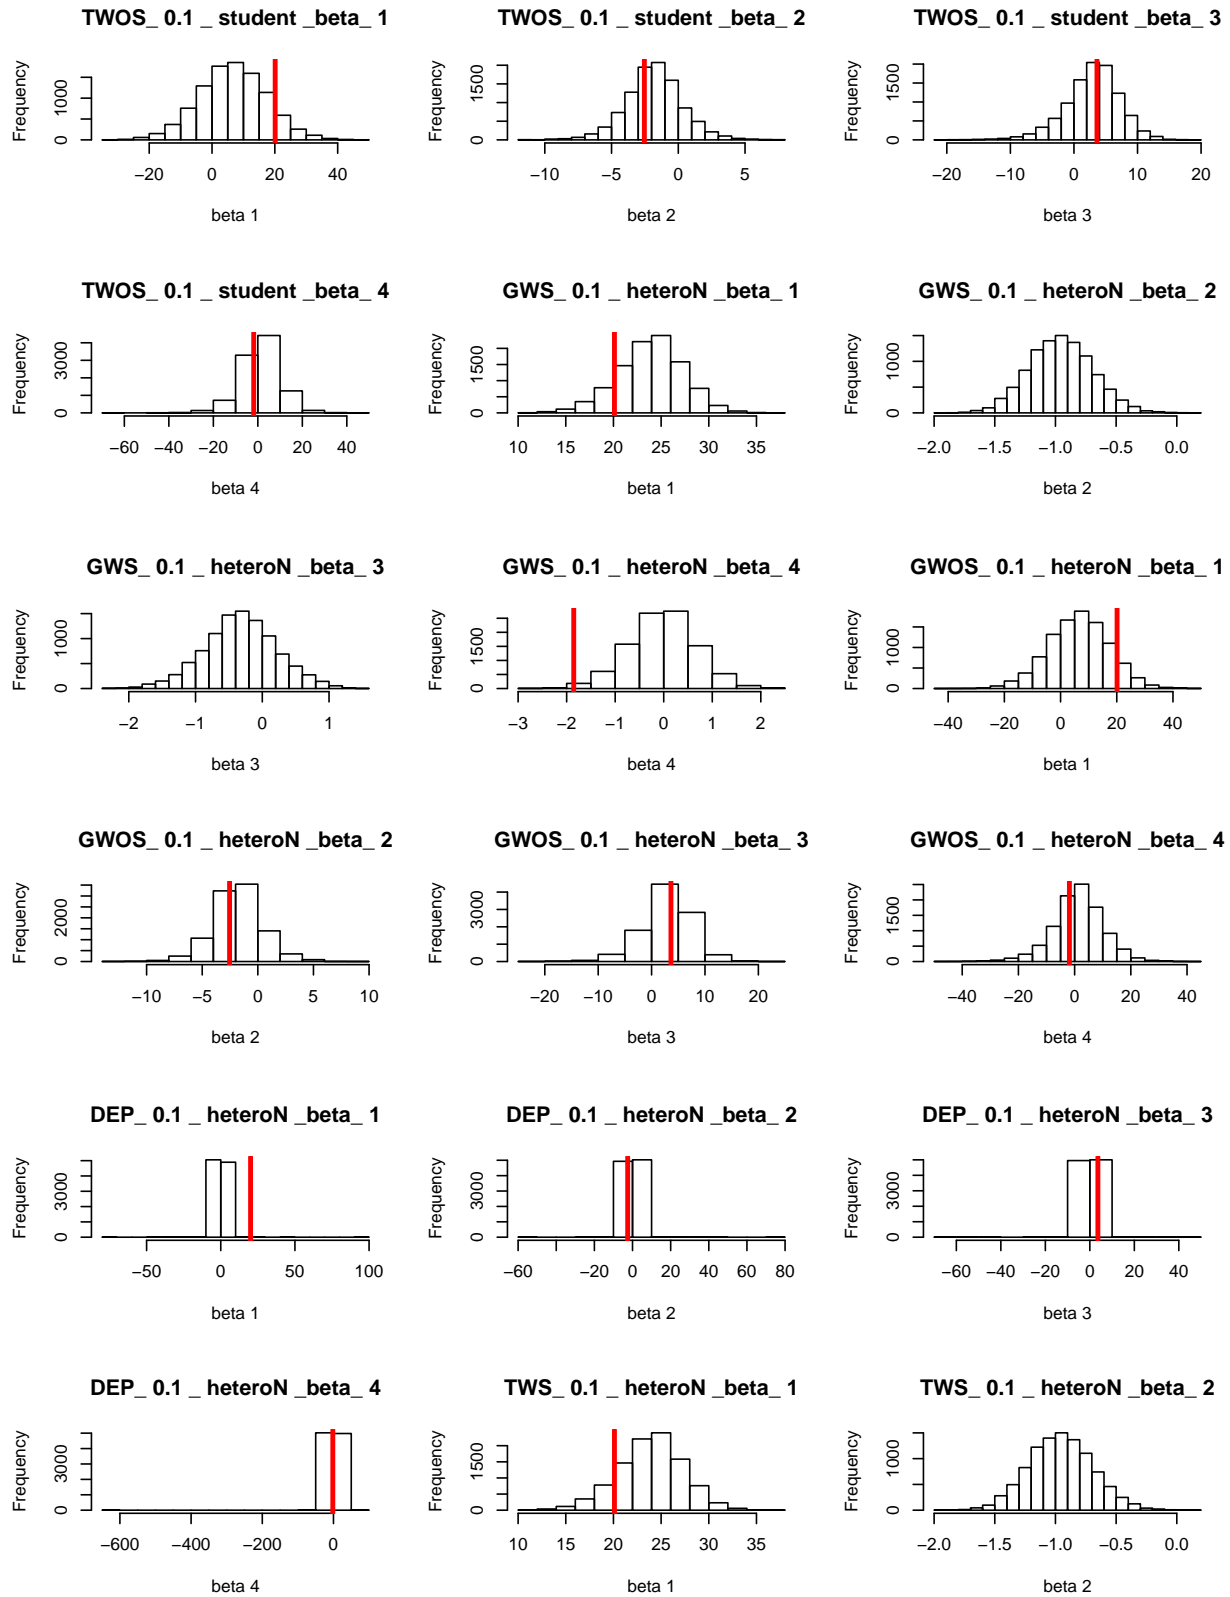 TWOS_ 0.1 _ student _beta_ 1
Frequency
0 1000
−20 0 20 40
beta 1
TWOS_ 0.1 _ student _beta_ 2
Frequency
0 1500
−10 −5 0 5
beta 2
TWOS_ 0.1 _ student _beta_ 3
Frequency
0 1500
−20 −10 0 10 20
beta 3
TWOS_ 0.1 _ student _beta_ 4
Frequency
0 3000
−60 −40 −20 0 20 40
beta 4
GWS_ 0.1 _ heteroN _beta_ 1
Frequency
0 1500
10 15 20 25 30 35
beta 1
GWS_ 0.1 _ heteroN _beta_ 2
Frequency
0 1000
−2.0 −1.5 −1.0 −0.5 0.0
beta 2
GWS_ 0.1 _ heteroN _beta_ 3
Frequency
0 1000
−2 −1 0 1
beta 3
GWS_ 0.1 _ heteroN _beta_ 4
Frequency
0 1500
−3 −2 −1 0 1 2
beta 4
GWOS_ 0.1 _ heteroN _beta_ 1
Frequency
0 1000
−40 −20 0 20 40
beta 1
GWOS_ 0.1 _ heteroN _beta_ 2
Frequency
0 2000
−10 −5 0 5 10
beta 2
GWOS_ 0.1 _ heteroN _beta_ 3
Frequency
0 3000
−20 −10 0 10 20
beta 3
GWOS_ 0.1 _ heteroN _beta_ 4
Frequency
0 1500
−40 −20 0 20 40
beta 4
DEP_ 0.1 _ heteroN _beta_ 1
Frequency
0 3000
−50 0 50 100
beta 1
DEP_ 0.1 _ heteroN _beta_ 2
Frequency
0 3000
−60 −40 −20 0 20 40 60 80
beta 2
DEP_ 0.1 _ heteroN _beta_ 3
Frequency
0 3000
−60 −40 −20 0 20 40
beta 3
DEP_ 0.1 _ heteroN _beta_ 4
Frequency
0 3000
−600 −400 −200 0
beta 4
TWS_ 0.1 _ heteroN _beta_ 1
Frequency
0 1500
10 15 20 25 30 35
beta 1
TWS_ 0.1 _ heteroN _beta_ 2
Frequency
0 1000
−2.0 −1.5 −1.0 −0.5 0.0
beta 2